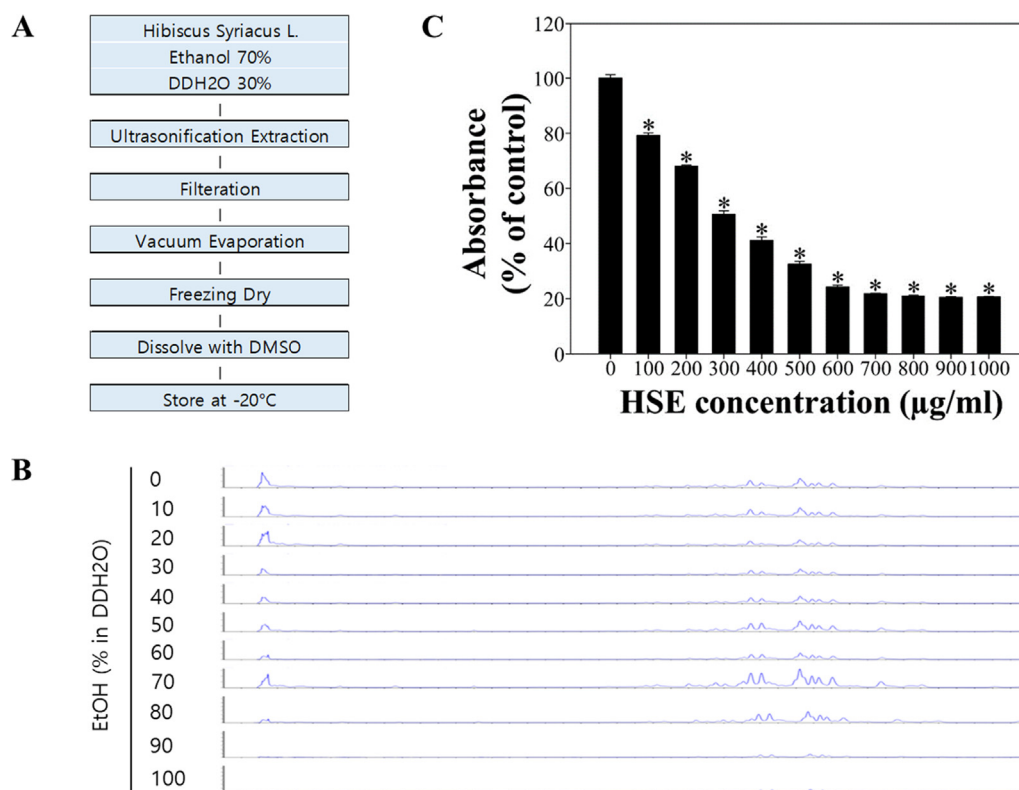 A
Hibiscus Syriacus L.
Ethanol 70%
DDH2O 30%
Ultrasonification Extraction
Filteration
Vacuum Evaporation
Freezing Dry
Dissolve with DMSO
Store at -20°C
C
Absorbance
(% of control)
120
100
80
60
40
20
0
* * * * * * * * * *
0 100 200 300 400 500 600 700 800 900 1000
HSE concentration (µg/ml)
B
EtOH (% in DDH2O)
0
10
20
30
40
50
60
70
80
90
100